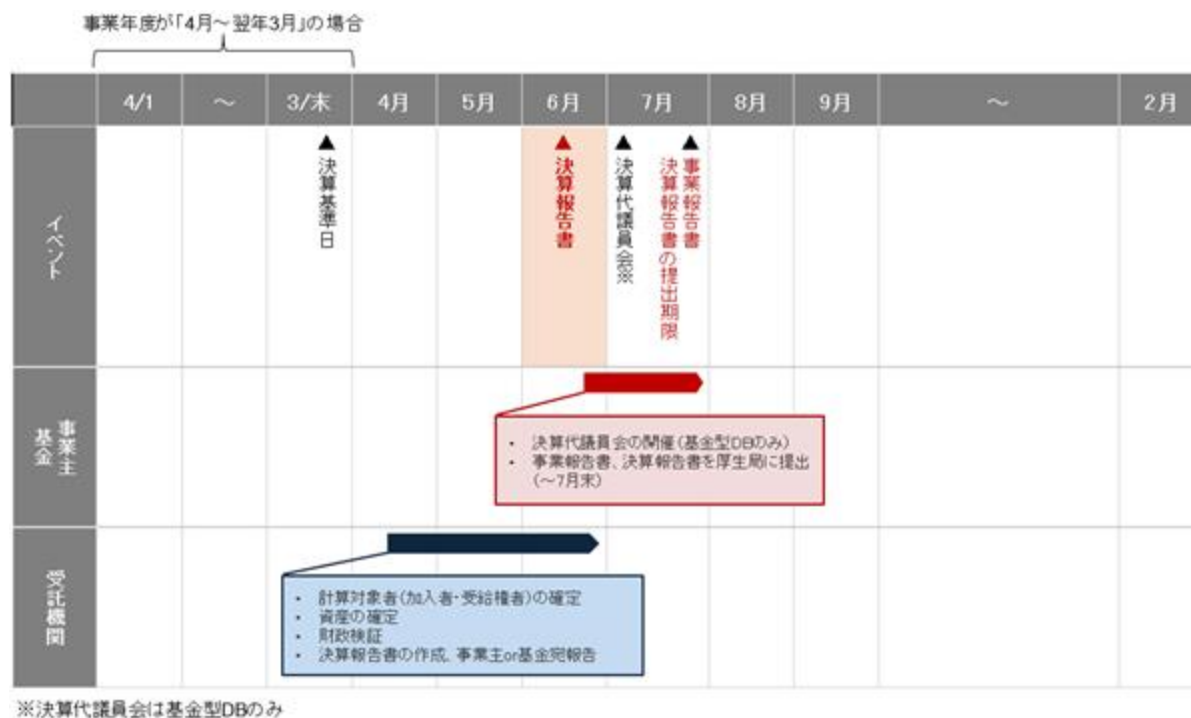 事業年度が「4月～翌年3月」の場合
4/1
～
3/末
4月
5月
6月
7月
8月
9月
～
2月
イベント
▲決算基準日
▲決算報告書
▲決算代議員会※
▲事業報告書
決算報告書の提出期限
事業主
基金
・ 決算代議員会の開催(基金型DBのみ)
・ 事業報告書、決算報告書を厚生局に提出
(～7月末)
受託機関
・ 計算対象者(加入者・受給権者)の確定
・ 資産の確定
・ 財政検証
・ 決算報告書の作成、事業主or基金宛報告
※決算代議員会は基金型DBのみ